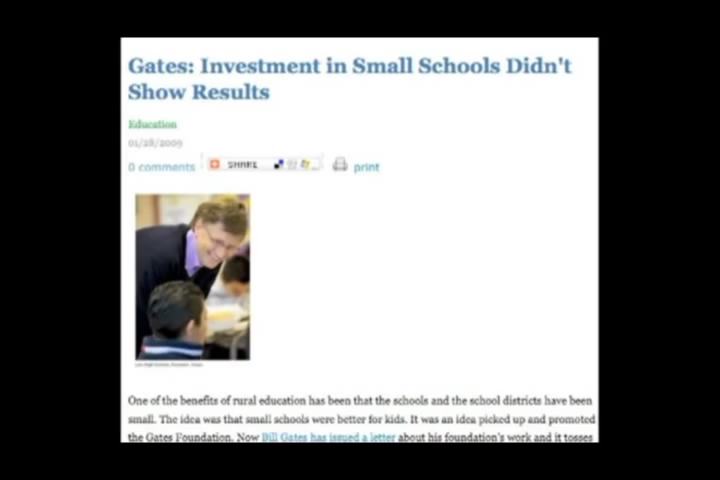 Gates: Investment in Small Schools Didn't
Show Results
Education
01/28/2009
0 comments SHARE print
One of the benefits of rural education has been that the schools and the school districts have been
small. The idea was that small schools were better for kids. It was an idea picked up and promoted
the Gates Foundation. Now Bill Gates has issued a letter about his foundation's work and it tosses